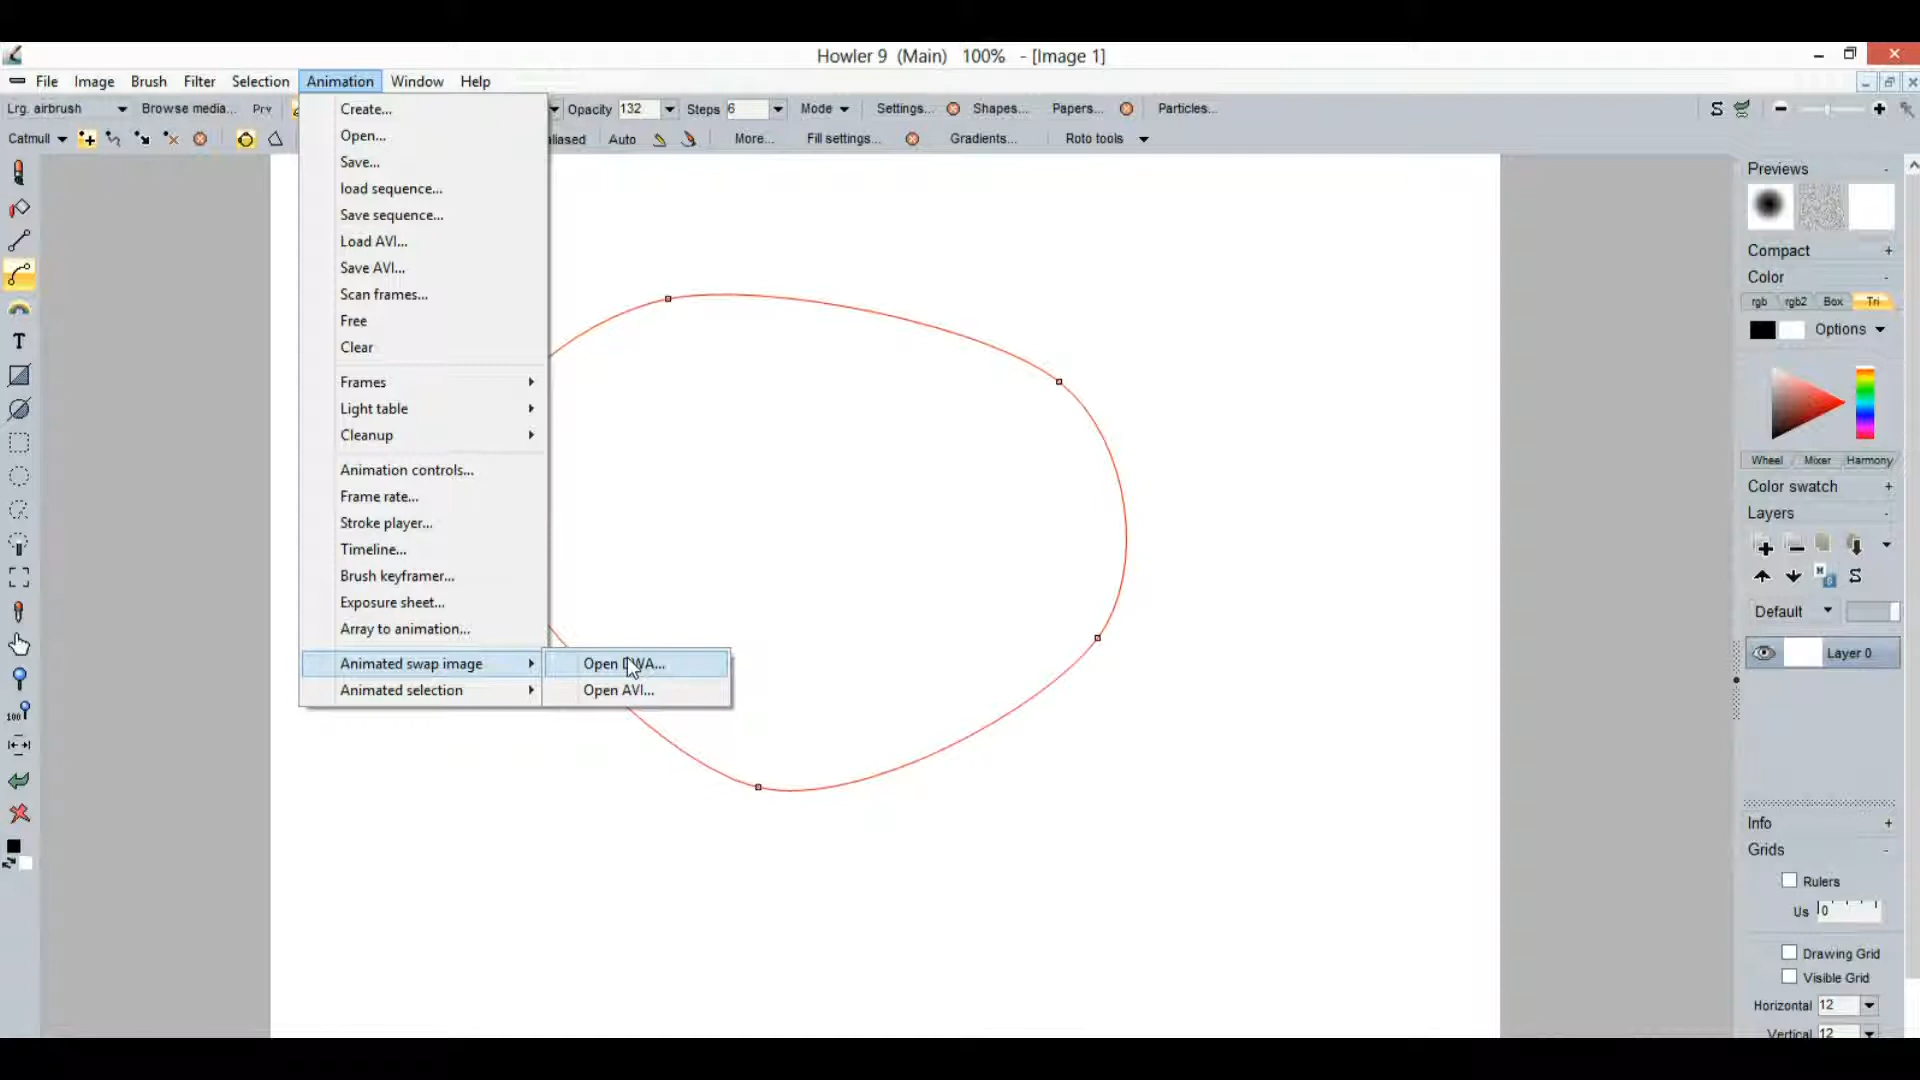 Howler 9 (Main) 100% - [Image 1]
File Image Brush Filter Selection Animation Window Help
Lrg. airbrush Browse media... Prv Opacity 132 Steps 6 Mode Settings... Shapes... Papers... Particles...
Catmull Auto More... Fill settings... Gradients... Roto tools
Create...
Open...
Save...
load sequence...
Save sequence...
Load AVI...
Save AVI...
Scan frames...
Free
Clear
Frames
Light table
Cleanup
Animation controls...
Frame rate...
Stroke player...
Timeline...
Brush keyframer...
Exposure sheet...
Array to animation...
Animated swap image
Animated selection
Open
Open AVI...
T
100
Previews
Compact
Color
rgb rgb2 Box Tri
Options
Wheel Mixer Harmony
Color swatch
Layers
Default
Layer 0
Info
Grids
Rulers
Us 0
Drawing Grid
Visible Grid
Horizontal 12
Vertical 12